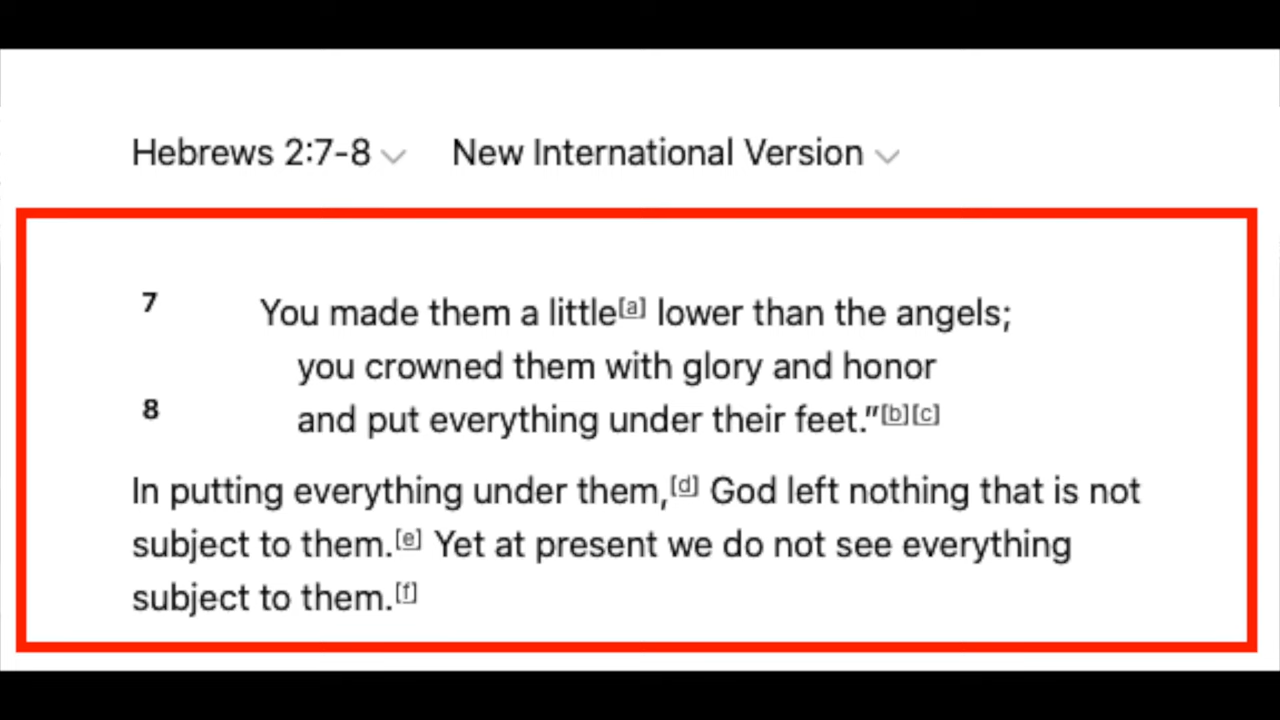 Hebrews 2:7-8 New International Version
7 You made them a little[a] lower than the angels;
you crowned them with glory and honor
8 and put everything under their feet.”[b][c]
In putting everything under them,[d] God left nothing that is not
subject to them.[e] Yet at present we do not see everything
subject to them.[f]